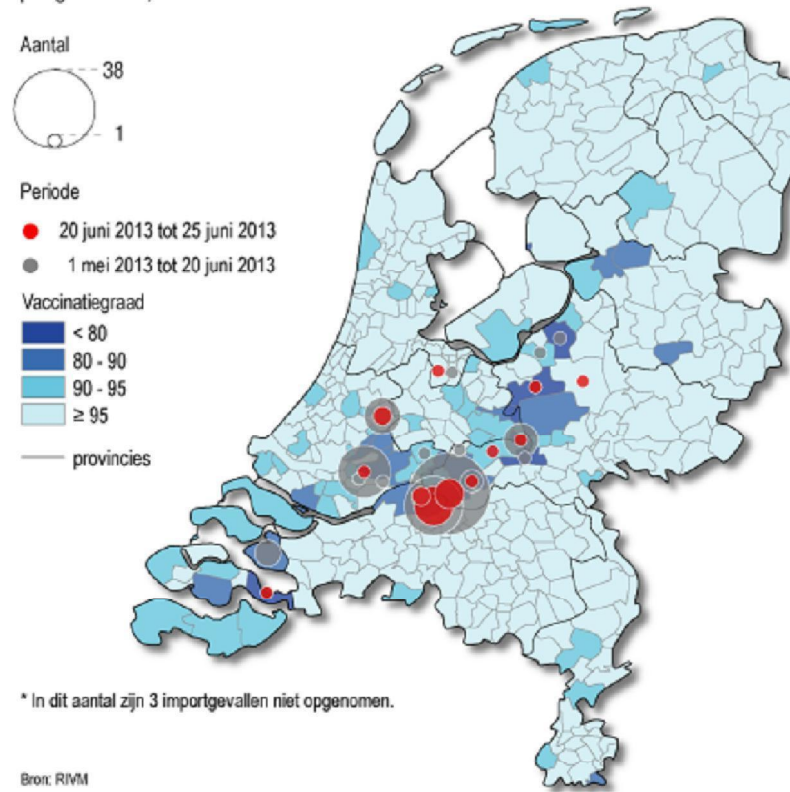 Aantal
38
1
Periode
20 juni 2013 tot 25 juni 2013
1 mei 2013 tot 20 juni 2013
Vaccinatiegraad
< 80
80 - 90
90 - 95
≥ 95
provincies
* In dit aantal zijn 3 importgevallen niet opgenomen.
Bron: RIVM